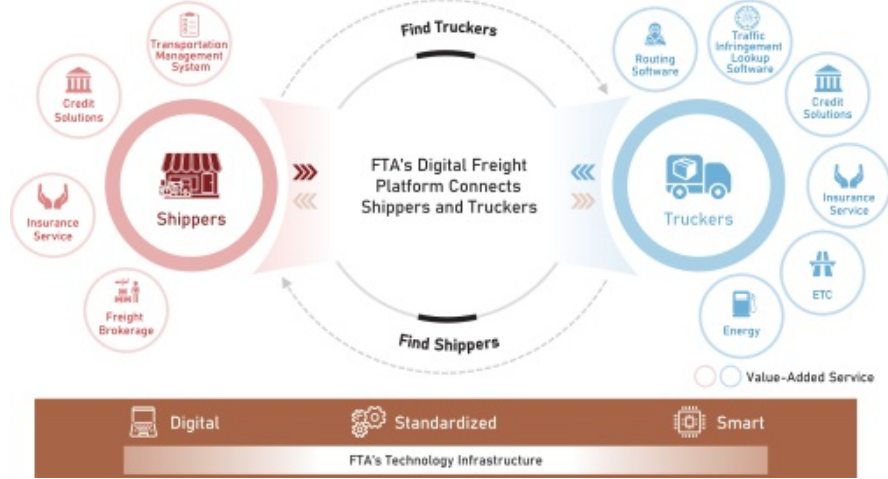 Find Truckers
Transportation
Management
System
Credit
Solutions
Insurance
Service
Freight
Brokerage
Shippers
FTA's Digital Freight
Platform Connects
Shippers and Truckers
Truckers
Routing
Software
Traffic
Infringement
Lookup
Software
Credit
Solutions
Insurance
Service
ETC
Energy
Find Shippers
Value-Added Service
Digital
Standardized
Smart
FTA's Technology Infrastructure